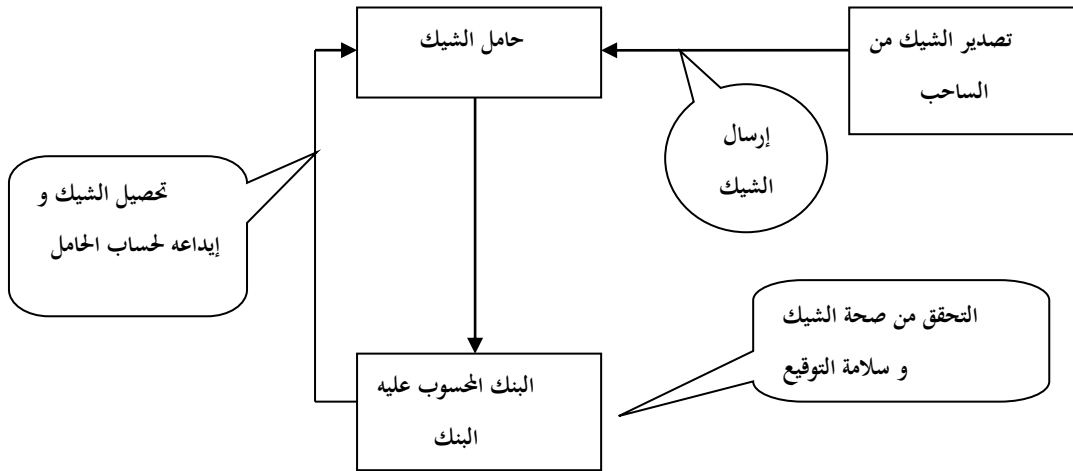 حامل الشيك
تصدير الشيك من
الساحب
إرسال
الشيك
تحصيل الشيك و
إيداعه لحساب الحامل
التحقق من صحة الشيك
و سلامة التوقيع
البنك المحسوب عليه
البنك